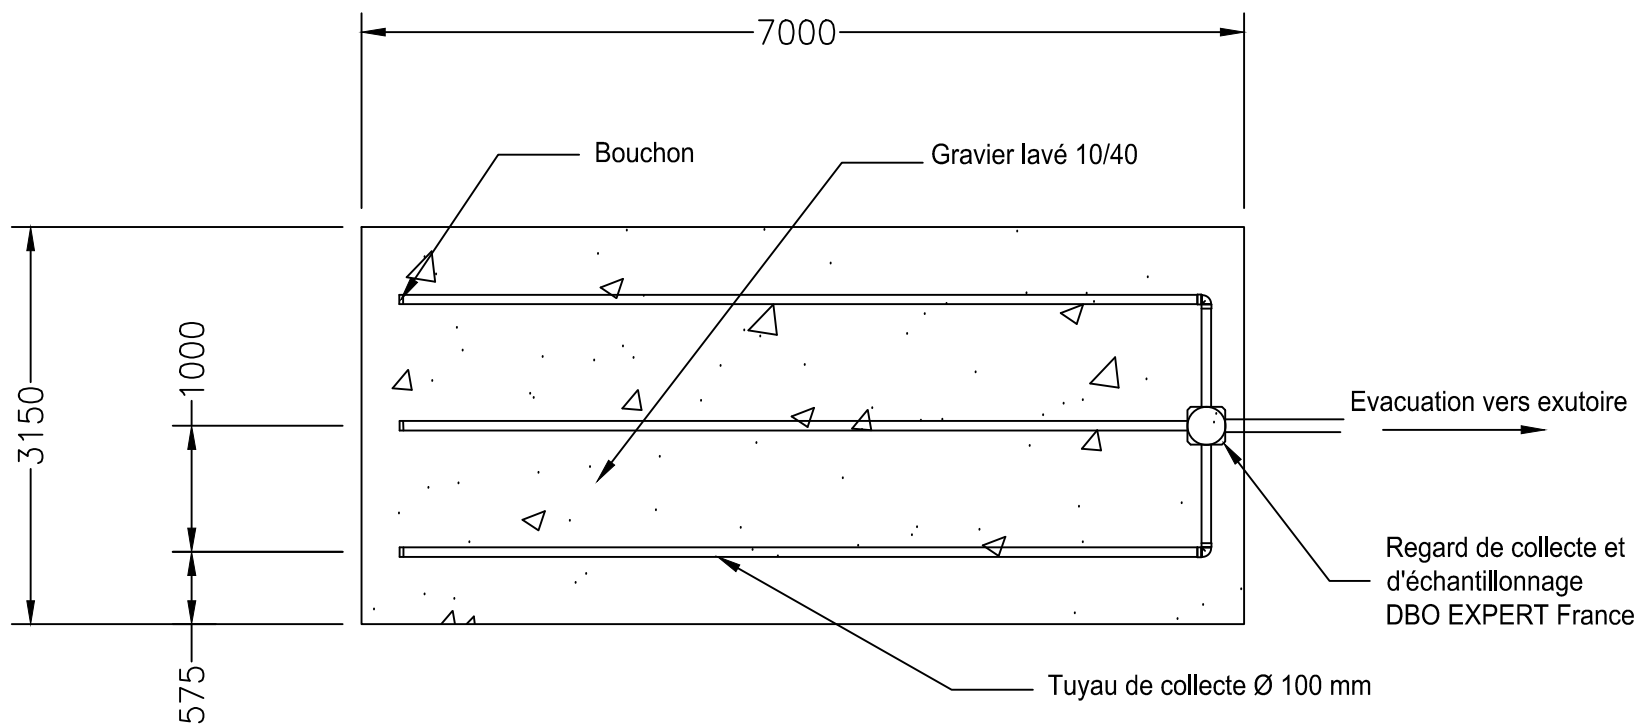 7000
Bouchon
Gravier lavé 10/40
1000
3150
Evacuation vers exutoire
Regard de collecte et
d'échantillonnage
DBO EXPERT France
575
Tuyau de collecte Ø 100 mm